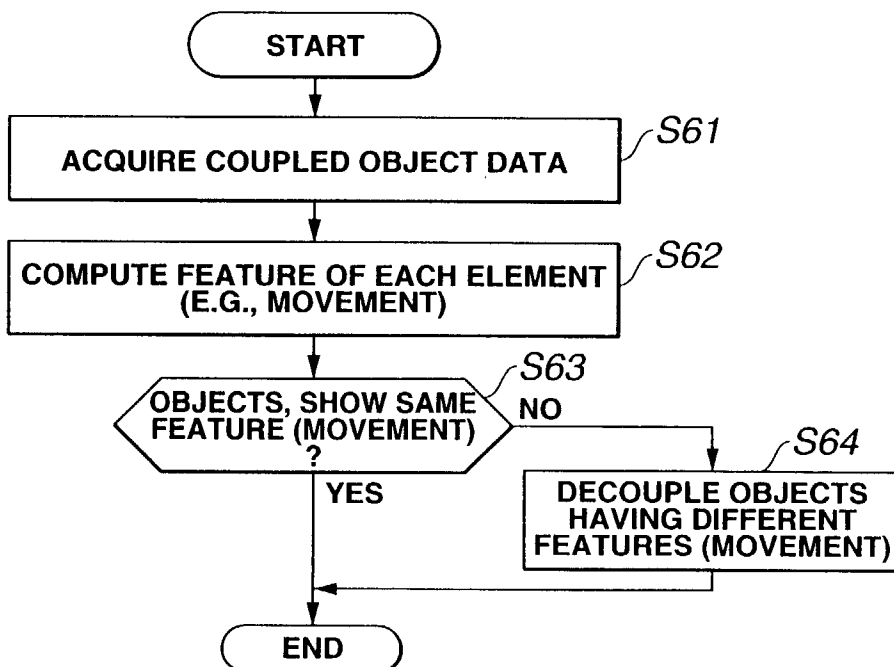 START
ACQUIRE COUPLED OBJECT DATA
S61
COMPUTE FEATURE OF EACH ELEMENT
(E.G., MOVEMENT)
S62
OBJECTS, SHOW SAME
FEATURE (MOVEMENT)
?
S63
NO
YES
DECOUPLE OBJECTS
HAVING DIFFERENT
FEATURES (MOVEMENT)
S64
END